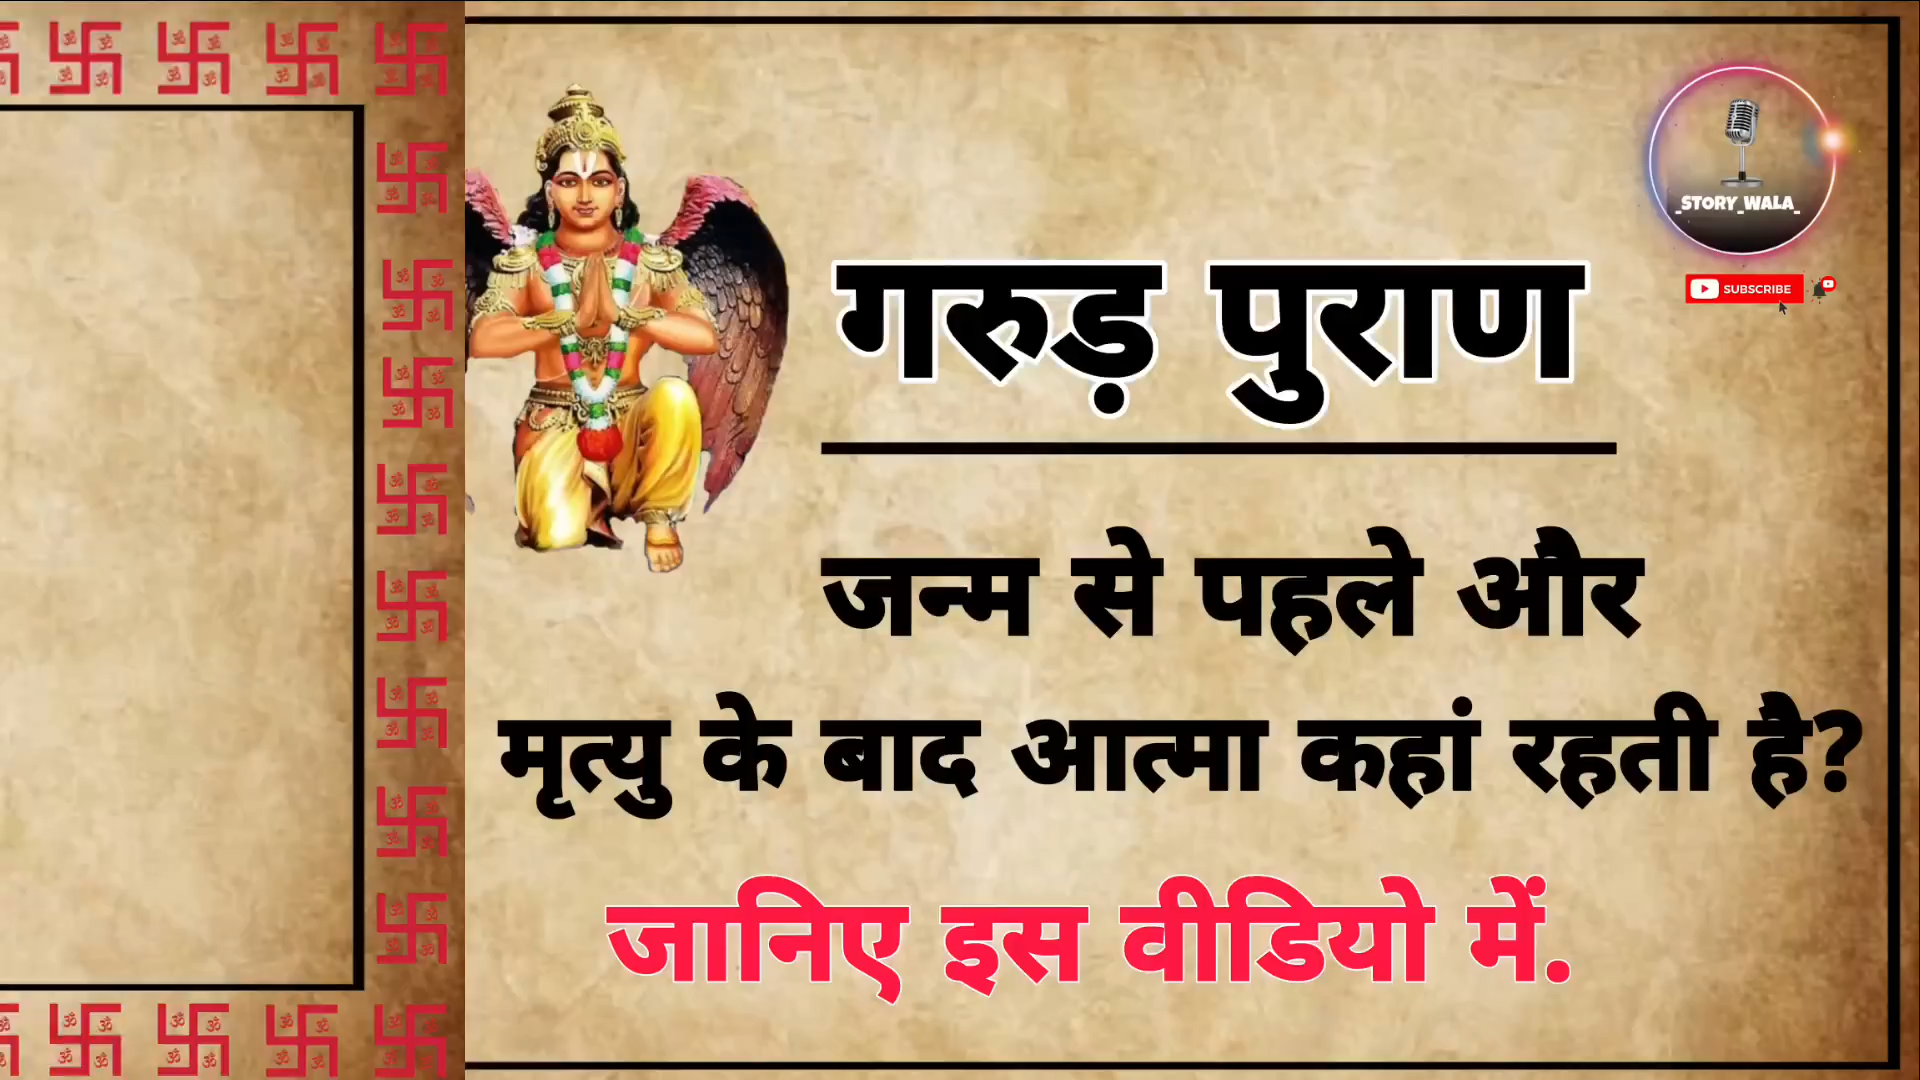 _STORY_WALA_
SUBSCRIBE
गरुड़ पुराण
जन्म से पहले और
मृत्यु के बाद आत्मा कहां रहती है?
जानिए इस वीडियो में.